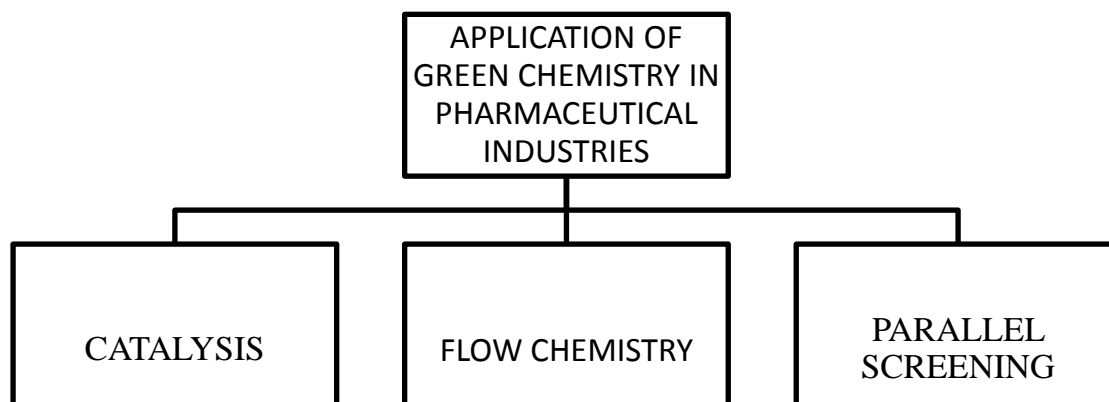 APPLICATION OF
GREEN CHEMISTRY IN
PHARMACEUTICAL
INDUSTRIES
CATALYSIS
FLOW CHEMISTRY
PARALLEL
SCREENING